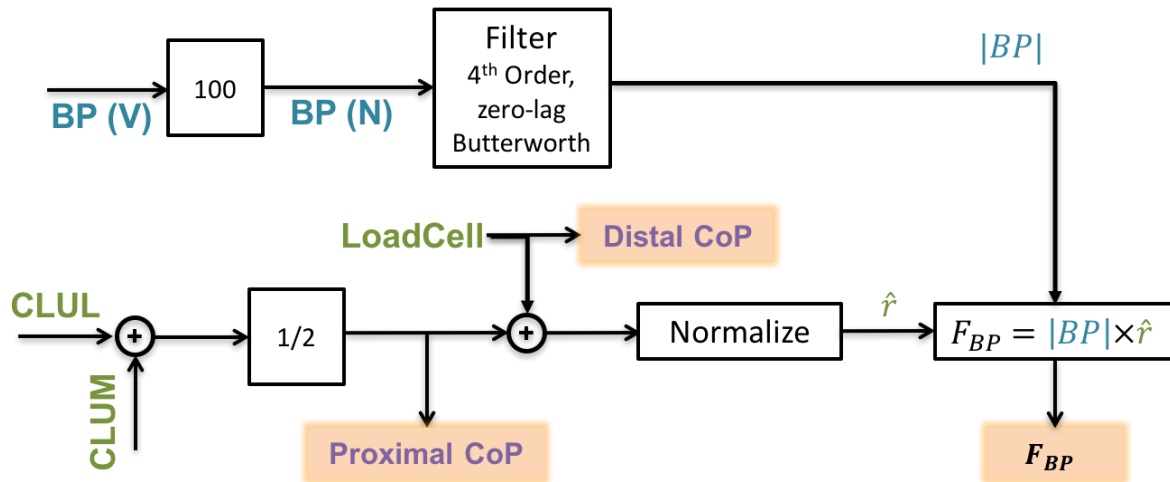 BP (V)
100
BP (N)
Filter
4th Order,
zero-lag
Butterworth
|BP|
LoadCell
Distal CoP
CLUL
+
CLUM
1/2
Proximal CoP
+
Normalize
r̂
F_BP = |BP|×r̂
F_BP